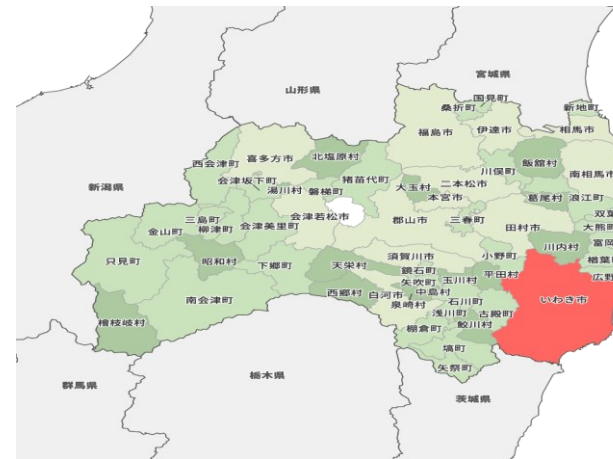 宮城県
山形県
国見町
桑折町
新地町
伊達市
福島市
相馬市
飯舘村
川俣町
南相馬市
西会津町
喜多方市
北塩原村
猪苗代町
会津坂下町
湯川村
磐梯町
大玉村
二本松市
本宮市
葛尾村
浪江町
双葉
新潟県
三島町
柳津町
会津若松市
会津美里町
郡山市
三春町
田村市
大熊町
金山町
富岡
只見町
昭和村
下郷町
天栄村
須賀川市
小野町
川内村
楢葉町
鏡石町
矢吹町
玉川村
平田村
広野
南会津町
西郷村
白河市
中島村
泉崎村
石川町
いわき市
浅川町
古殿町
檜枝岐村
棚倉町
鮫川村
塙町
矢祭町
群馬県
栃木県
茨城県